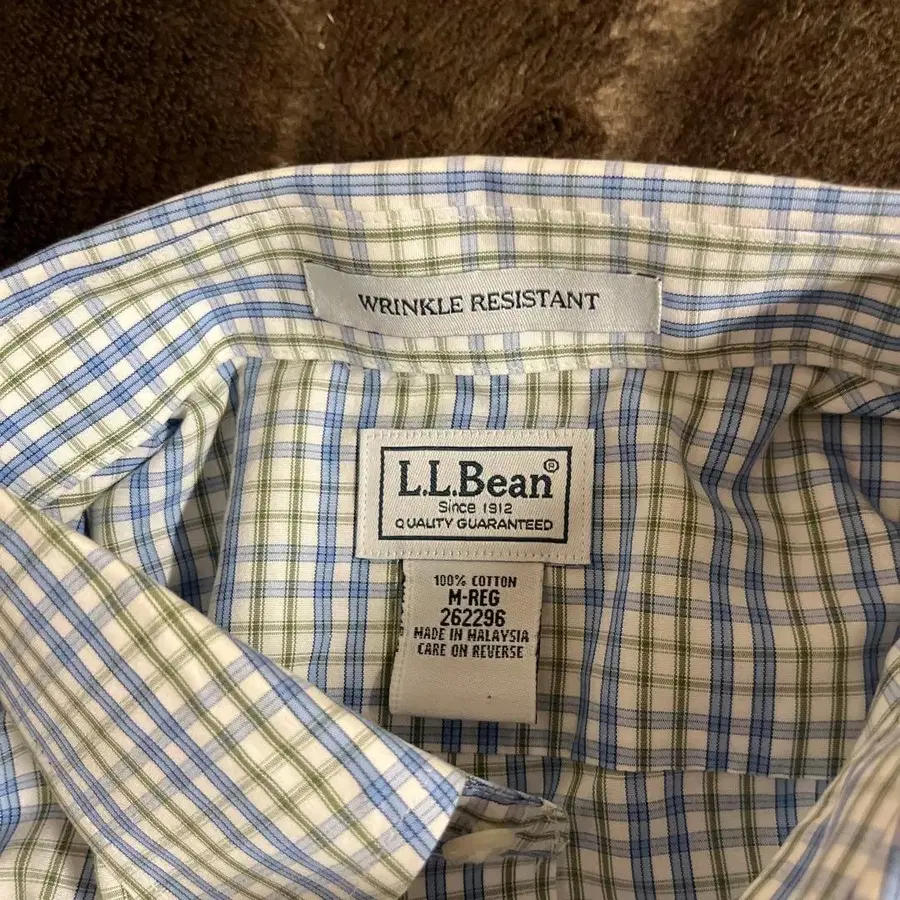 WRINKLE RESISTANT
L.L.Bean®
Since 1912
QUALITY GUARANTEED
100% COTTON
M-REG
262296
MADE IN MALAYSIA
CARE ON REVERSE